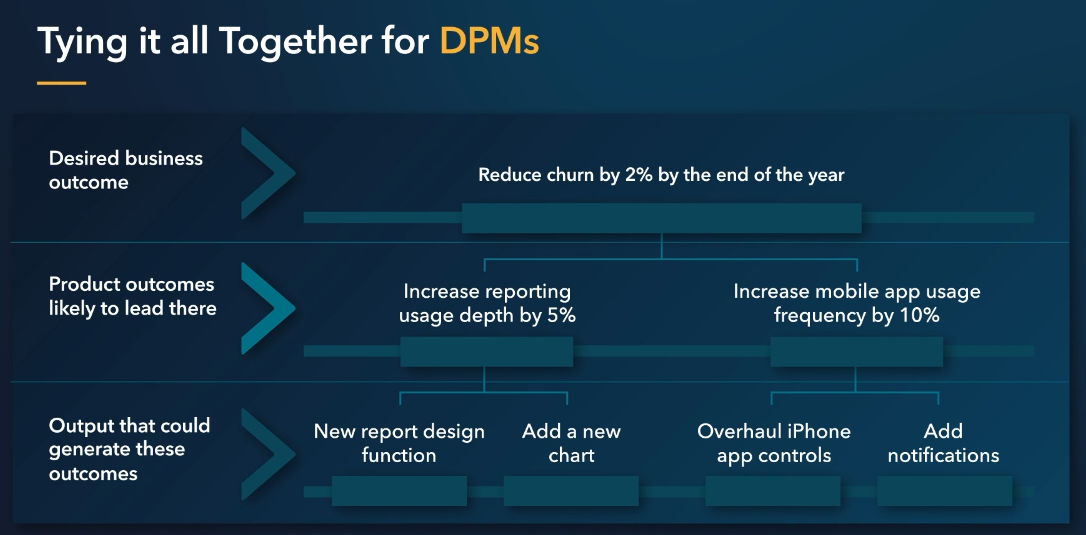 Tying it all Together for DPMs
Desired business
outcome
Reduce churn by 2% by the end of the year
Product outcomes
likely to lead there
Increase reporting
usage depth by 5%
Increase mobile app usage
frequency by 10%
Output that could
generate these
outcomes
New report design
function
Add a new
chart
Overhaul iPhone
app controls
Add
notifications